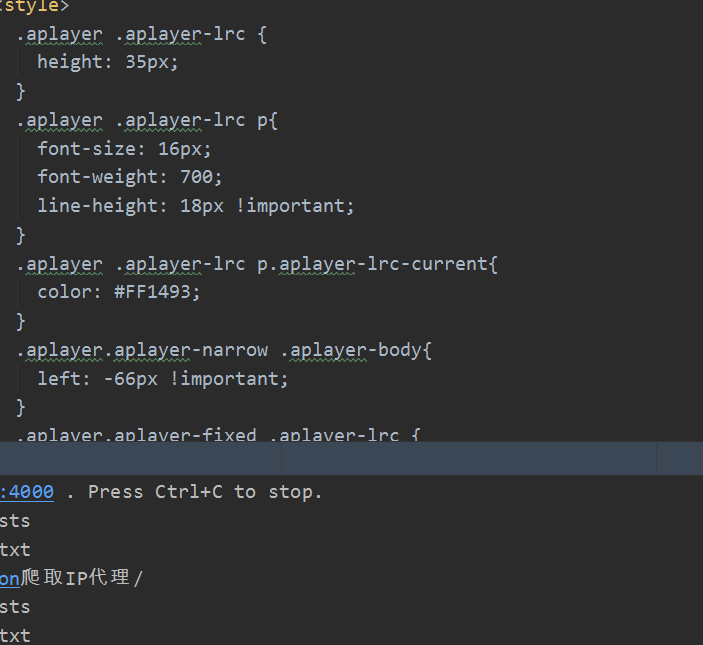 style>
.aplayer .aplayer-lrc {
height: 35px;
}
.aplayer .aplayer-lrc p{
font-size: 16px;
font-weight: 700;
line-height: 18px !important;
}
.aplayer .aplayer-lrc p.aplayer-lrc-current{
color: #FF1493;
}
.aplayer.aplayer-narrow .aplayer-body{
left: -66px !important;
}
.aplayer.aplayer-fixed .aplayer-lrc {
:4000 . Press Ctrl+C to stop.
sts
txt
on爬取IP代理/
sts
txt